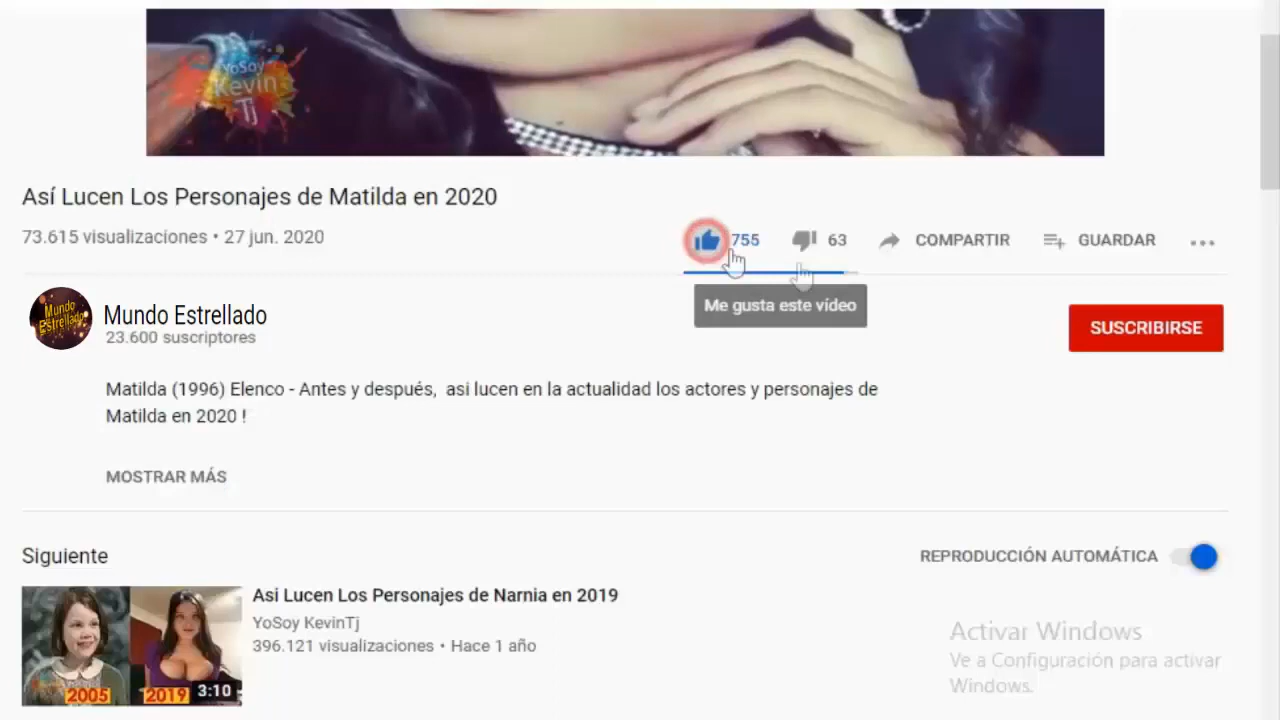 YoSoy
Kevin
Tj
Así Lucen Los Personajes de Matilda en 2020
73.615 visualizaciones • 27 jun. 2020
755
63
COMPARTIR
GUARDAR
Me gusta este vídeo
Mundo
Estrellado
Mundo Estrellado
23.600 suscriptores
SUSCRIBIRSE
Matilda (1996) Elenco - Antes y después, asi lucen en la actualidad los actores y personajes de
Matilda en 2020 !
MOSTRAR MÁS
Siguiente
REPRODUCCIÓN AUTOMÁTICA
Asi Lucen Los Personajes de Narnia en 2019
YoSoy KevinTj
396.121 visualizaciones • Hace 1 año
2005
2019
3:10
Activar Windows
Ve a Configuración para activar
Windows.